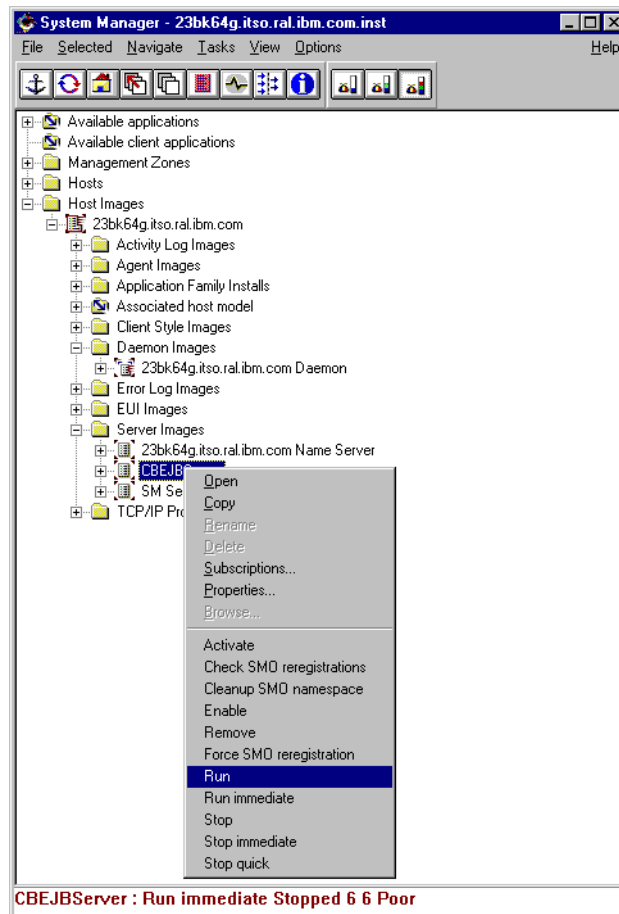 System Manager - 23bk64g.itso.ral.ibm.com.inst
File Selected Navigate Tasks View Options Help
Available applications
Available client applications
Management Zones
Hosts
Host Images
23bk64g.itso.ral.ibm.com
Activity Log Images
Agent Images
Application Family Installs
Associated host model
Client Style Images
Daemon Images
23bk64g.itso.ral.ibm.com Daemon
Error Log Images
EUI Images
Server Images
23bk64g.itso.ral.ibm.com Name Server
CBEJBS
SM Se
TCP/IP Pro
Open
Copy
Rename
Delete
Subscriptions...
Properties...
Browse...
Activate
Check SMO reregistrations
Cleanup SMO namespace
Enable
Remove
Force SMO reregistration
Run
Run immediate
Stop
Stop immediate
Stop quick
CBEJBServer : Run immediate Stopped 6 6 Poor